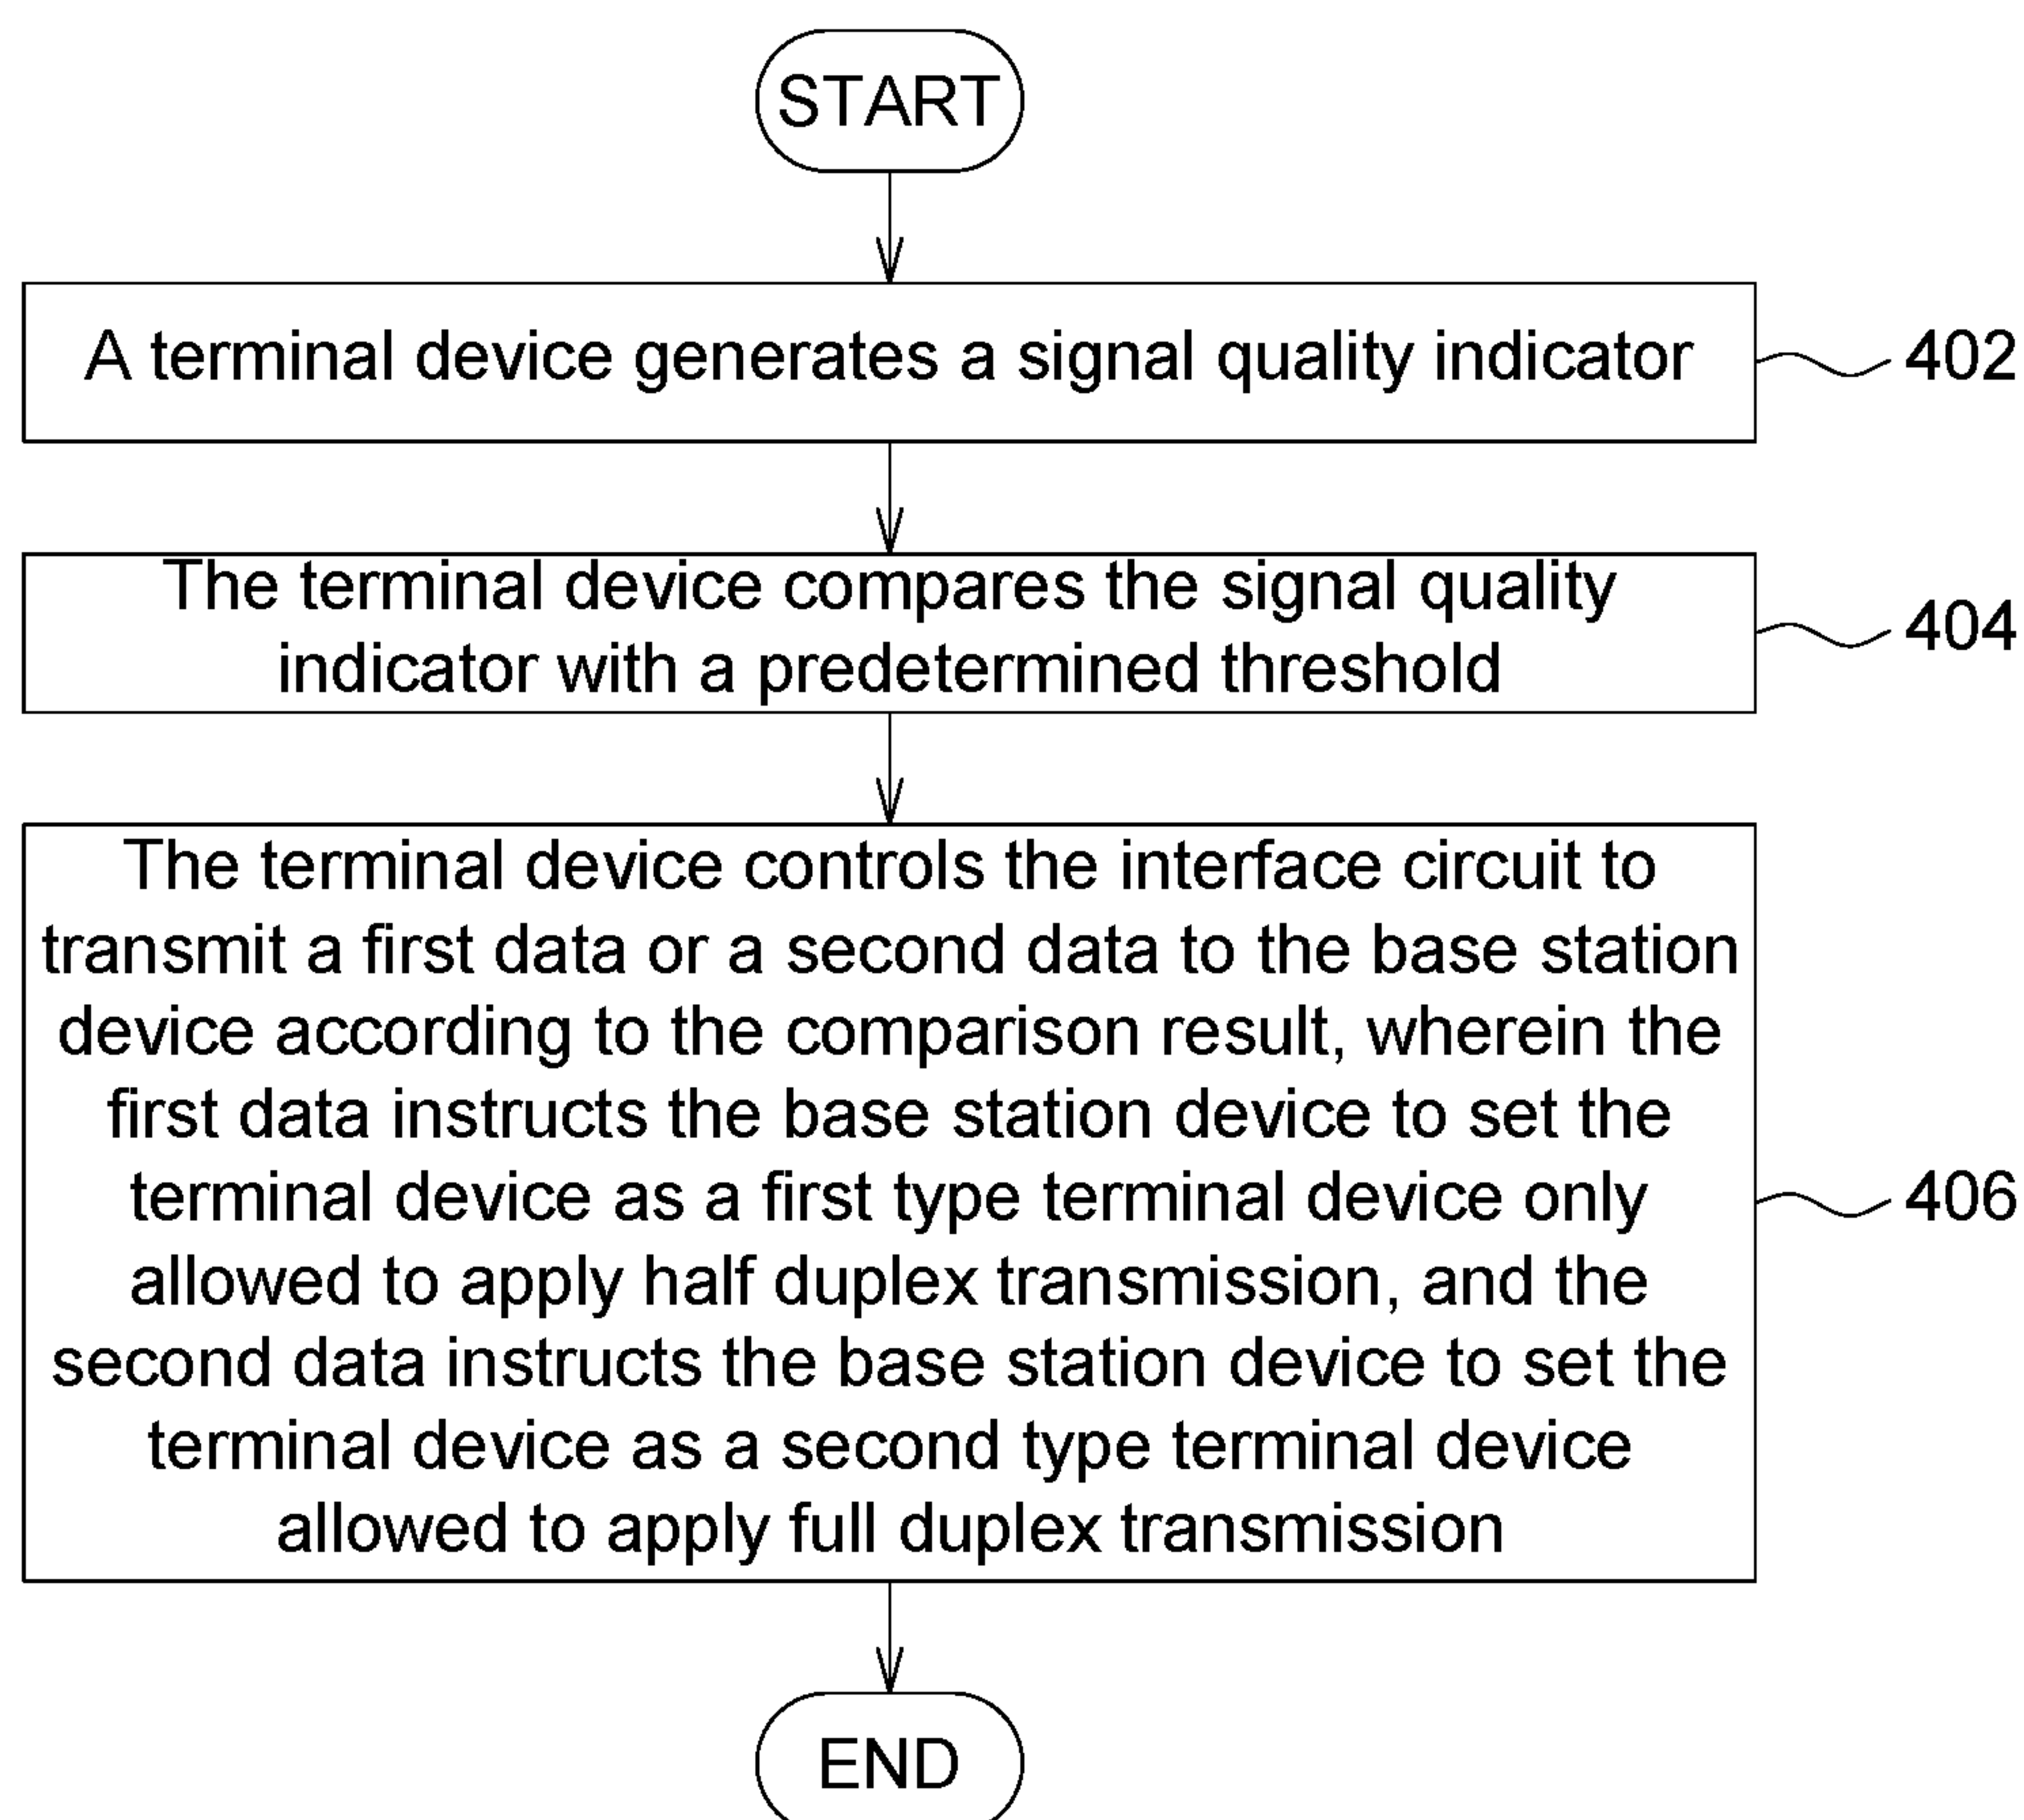 START
A terminal device generates a signal quality indicator
402
The terminal device compares the signal quality
indicator with a predetermined threshold
404
The terminal device controls the interface circuit to
transmit a first data or a second data to the base station
device according to the comparison result, wherein the
first data instructs the base station device to set the
terminal device as a first type terminal device only
allowed to apply half duplex transmission, and the
second data instructs the base station device to set the
terminal device as a second type terminal device
allowed to apply full duplex transmission
406
END